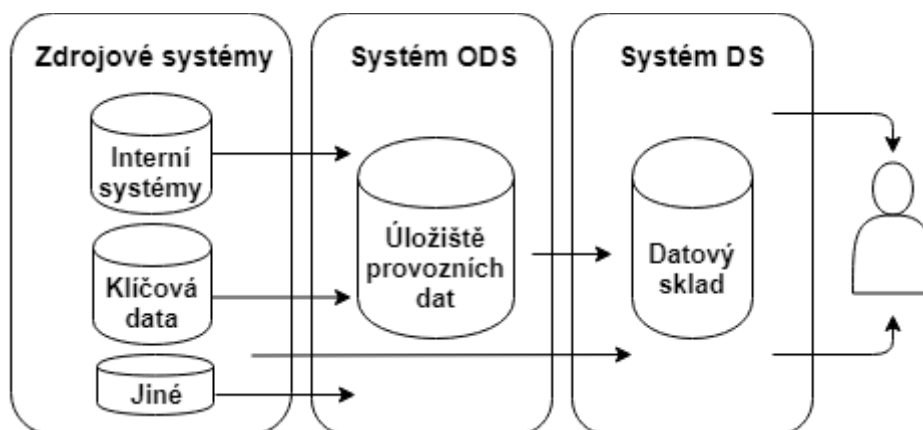 Zdrojové systémy
Interní
systémy
Klíčová
data
Jiné
Systém ODS
Úložiště
provozních
dat
Systém DS
Datový
sklad